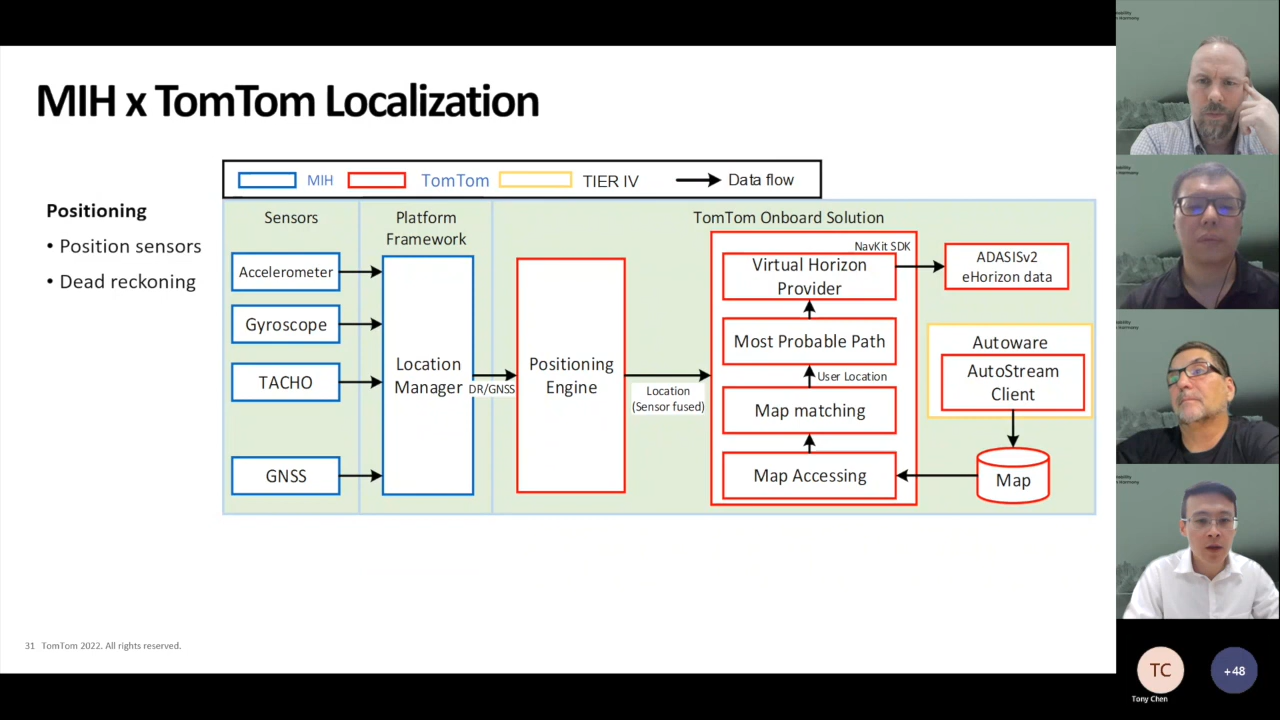 MIH x TomTom Localization
MIH
TomTom
TIER IV
Data flow
Positioning
• Position sensors
• Dead reckoning
Sensors
Platform
Framework
TomTom Onboard Solution
Accelerometer
Gyroscope
TACHO
GNSS
Location
Manager
DR/GNSS
Positioning
Engine
Location
(Sensor fused)
NavKit SDK
Virtual Horizon
Provider
Most Probable Path
User Location
Map matching
Map Accessing
ADASISv2
eHorizon data
Autoware
AutoStream
Client
Map
31 TomTom 2022. All rights reserved.
TC
Tony Chen
+48